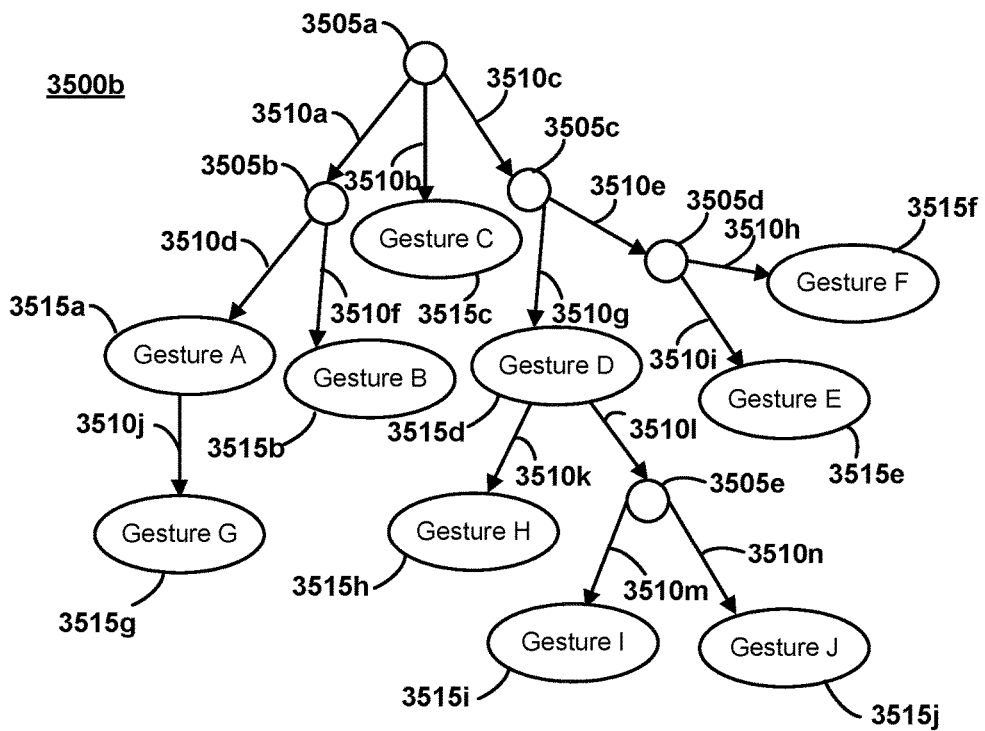 3505a
3500b
3510c
3510a
3505c
3505b
3510b
3510e
3505d
3515f
3510h
3510d
Gesture C
Gesture F
3515a
3510f
3515c
3510g
3510i
Gesture A
Gesture B
Gesture D
Gesture E
3510j
3515b
3515d
3510l
3515e
3510k
3505e
Gesture G
Gesture H
3510n
3515h
3510m
3515g
Gesture I
Gesture J
3515i
3515j